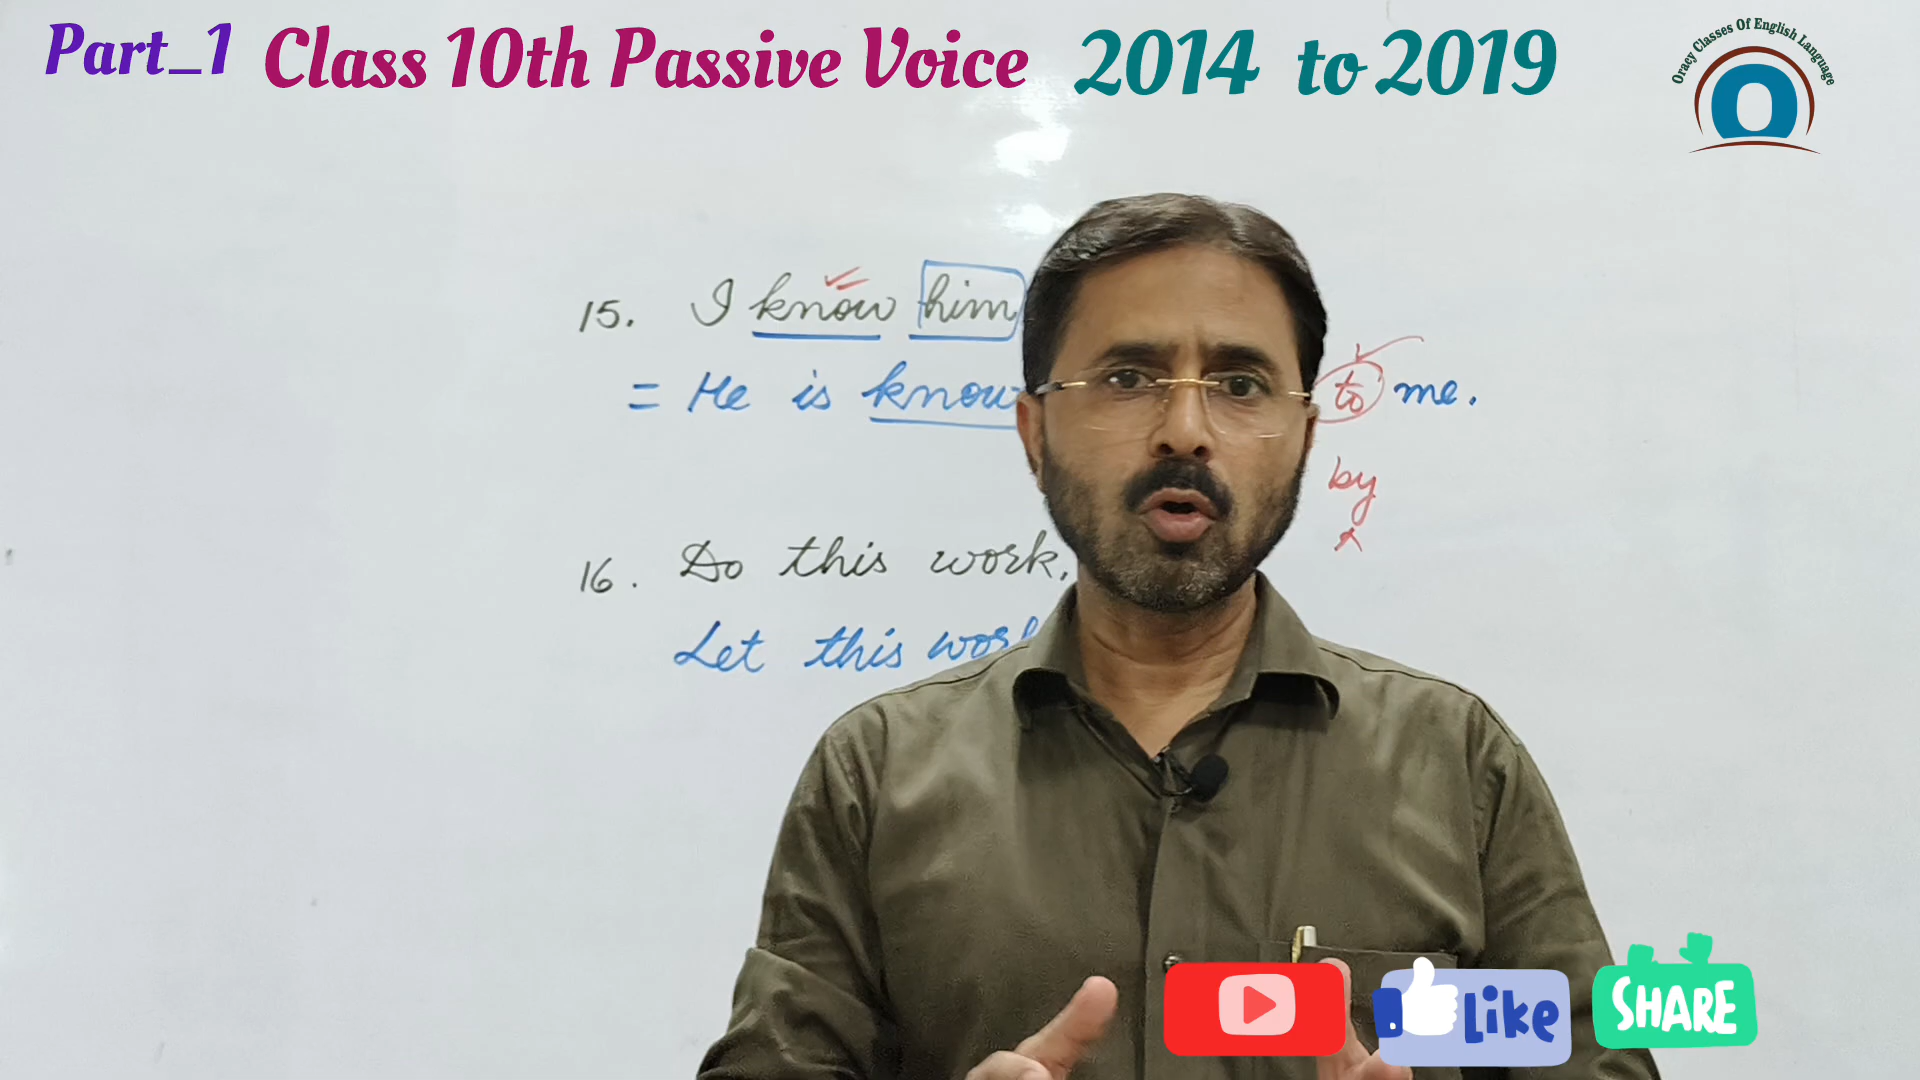 Part_1 Class 10th Passive Voice 2014 to 2019
Oracy Classes Of English Language
O
15. I know him
= He is know to me.
by
16. Do this work.
Let this
Like
SHARE